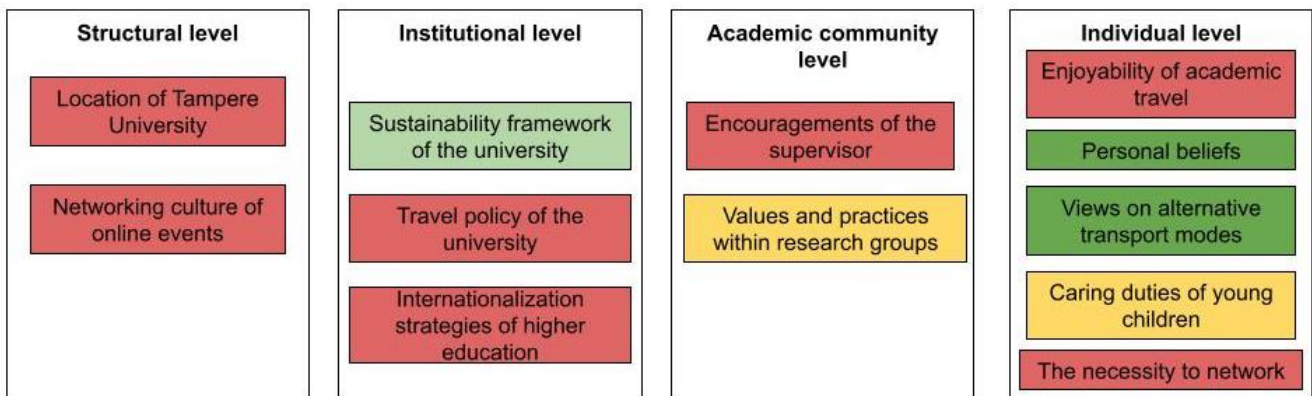 Structural level
Location of Tampere
University
Networking culture of
online events
Institutional level
Sustainability framework
of the university
Travel policy of the
university
Internationalization
strategies of higher
education
Academic community
level
Encouragements of the
supervisor
Values and practices
within research groups
Individual level
Enjoyability of academic
travel
Personal beliefs
Views on alternative
transport modes
Caring duties of young
children
The necessity to network